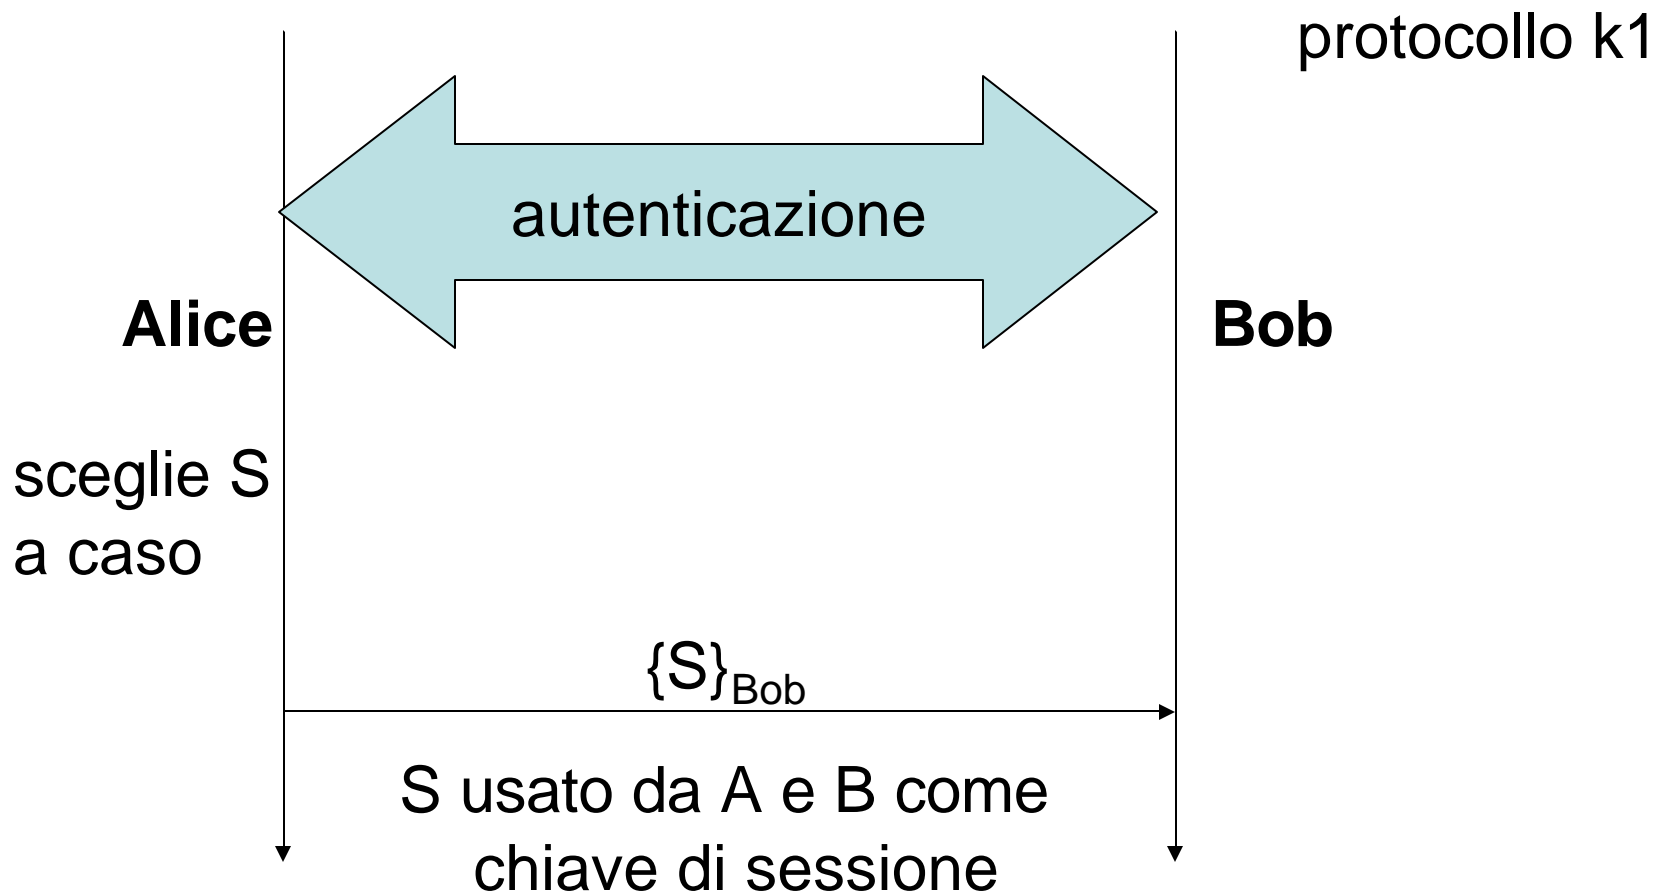 protocollo k1
autenticazione
Alice
Bob
sceglie S
a caso
{S}Bob
S usato da A e B come
chiave di sessione